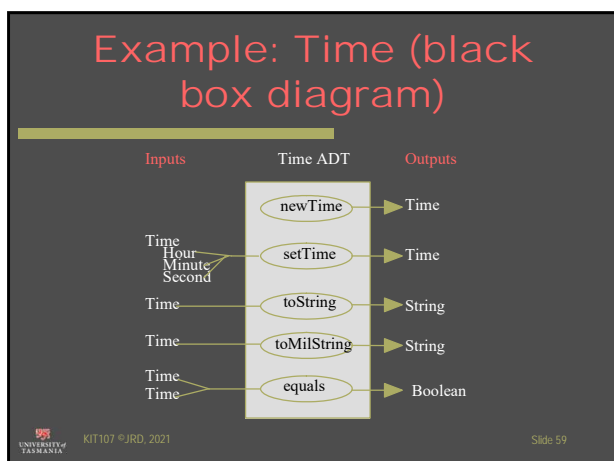 Example: Time (black
box diagram)
Inputs
Time ADT
Outputs
newTime
Time
Time
Hour
Minute
Second
setTime
Time
Time
toString
String
Time
toMilString
String
Time
Time
equals
Boolean
UNIVERSITY of
TASMANIA
KIT107 ©JRD, 2021
Slide 59